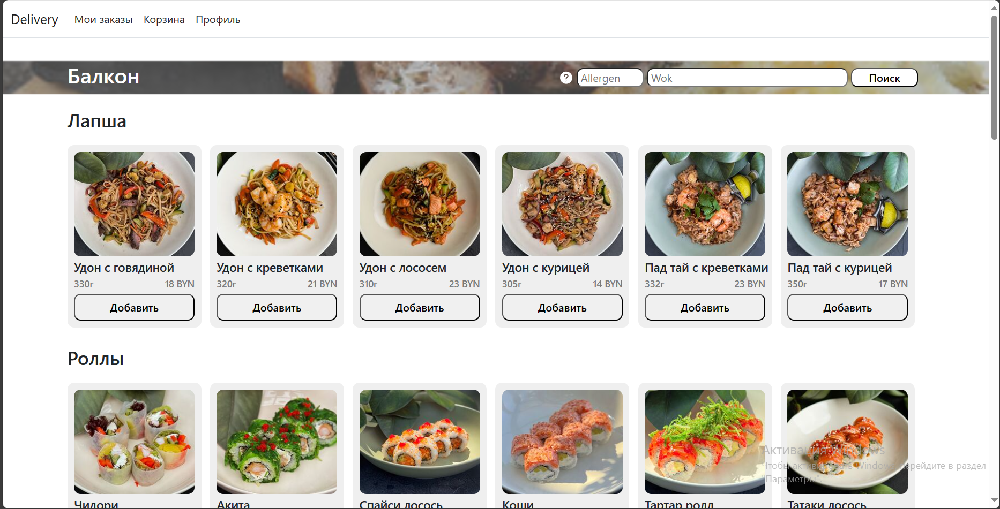 Delivery Мои заказы Корзина Профиль
Балкон ? Allergen Wok Поиск
Лапша
Удон с говядиной Удон с креветками Удон с лососем Удон с курицей Пад тай с креветками Пад тай с курицей
330г 18 BYN 320г 21 BYN 310г 23 BYN 305г 14 BYN 332г 23 BYN 350г 17 BYN
Добавить Добавить Добавить Добавить Добавить Добавить
Роллы
Активация Windows
Чтобы активировать Windows, перейдите в раздел
"Параметры".
Чидори Акита Спайси лосось Коши Тартар ролл Татаки лосось